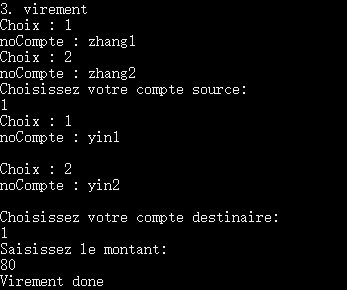 3. virement
Choix : 1
noCompte : zhang1
Choix : 2
noCompte : zhang2
Choisissez votre compte source:
1
Choix : 1
noCompte : yin1
Choix : 2
noCompte : yin2
Choisissez votre compte destinaire:
1
Saisissez le montant:
80
Virement done